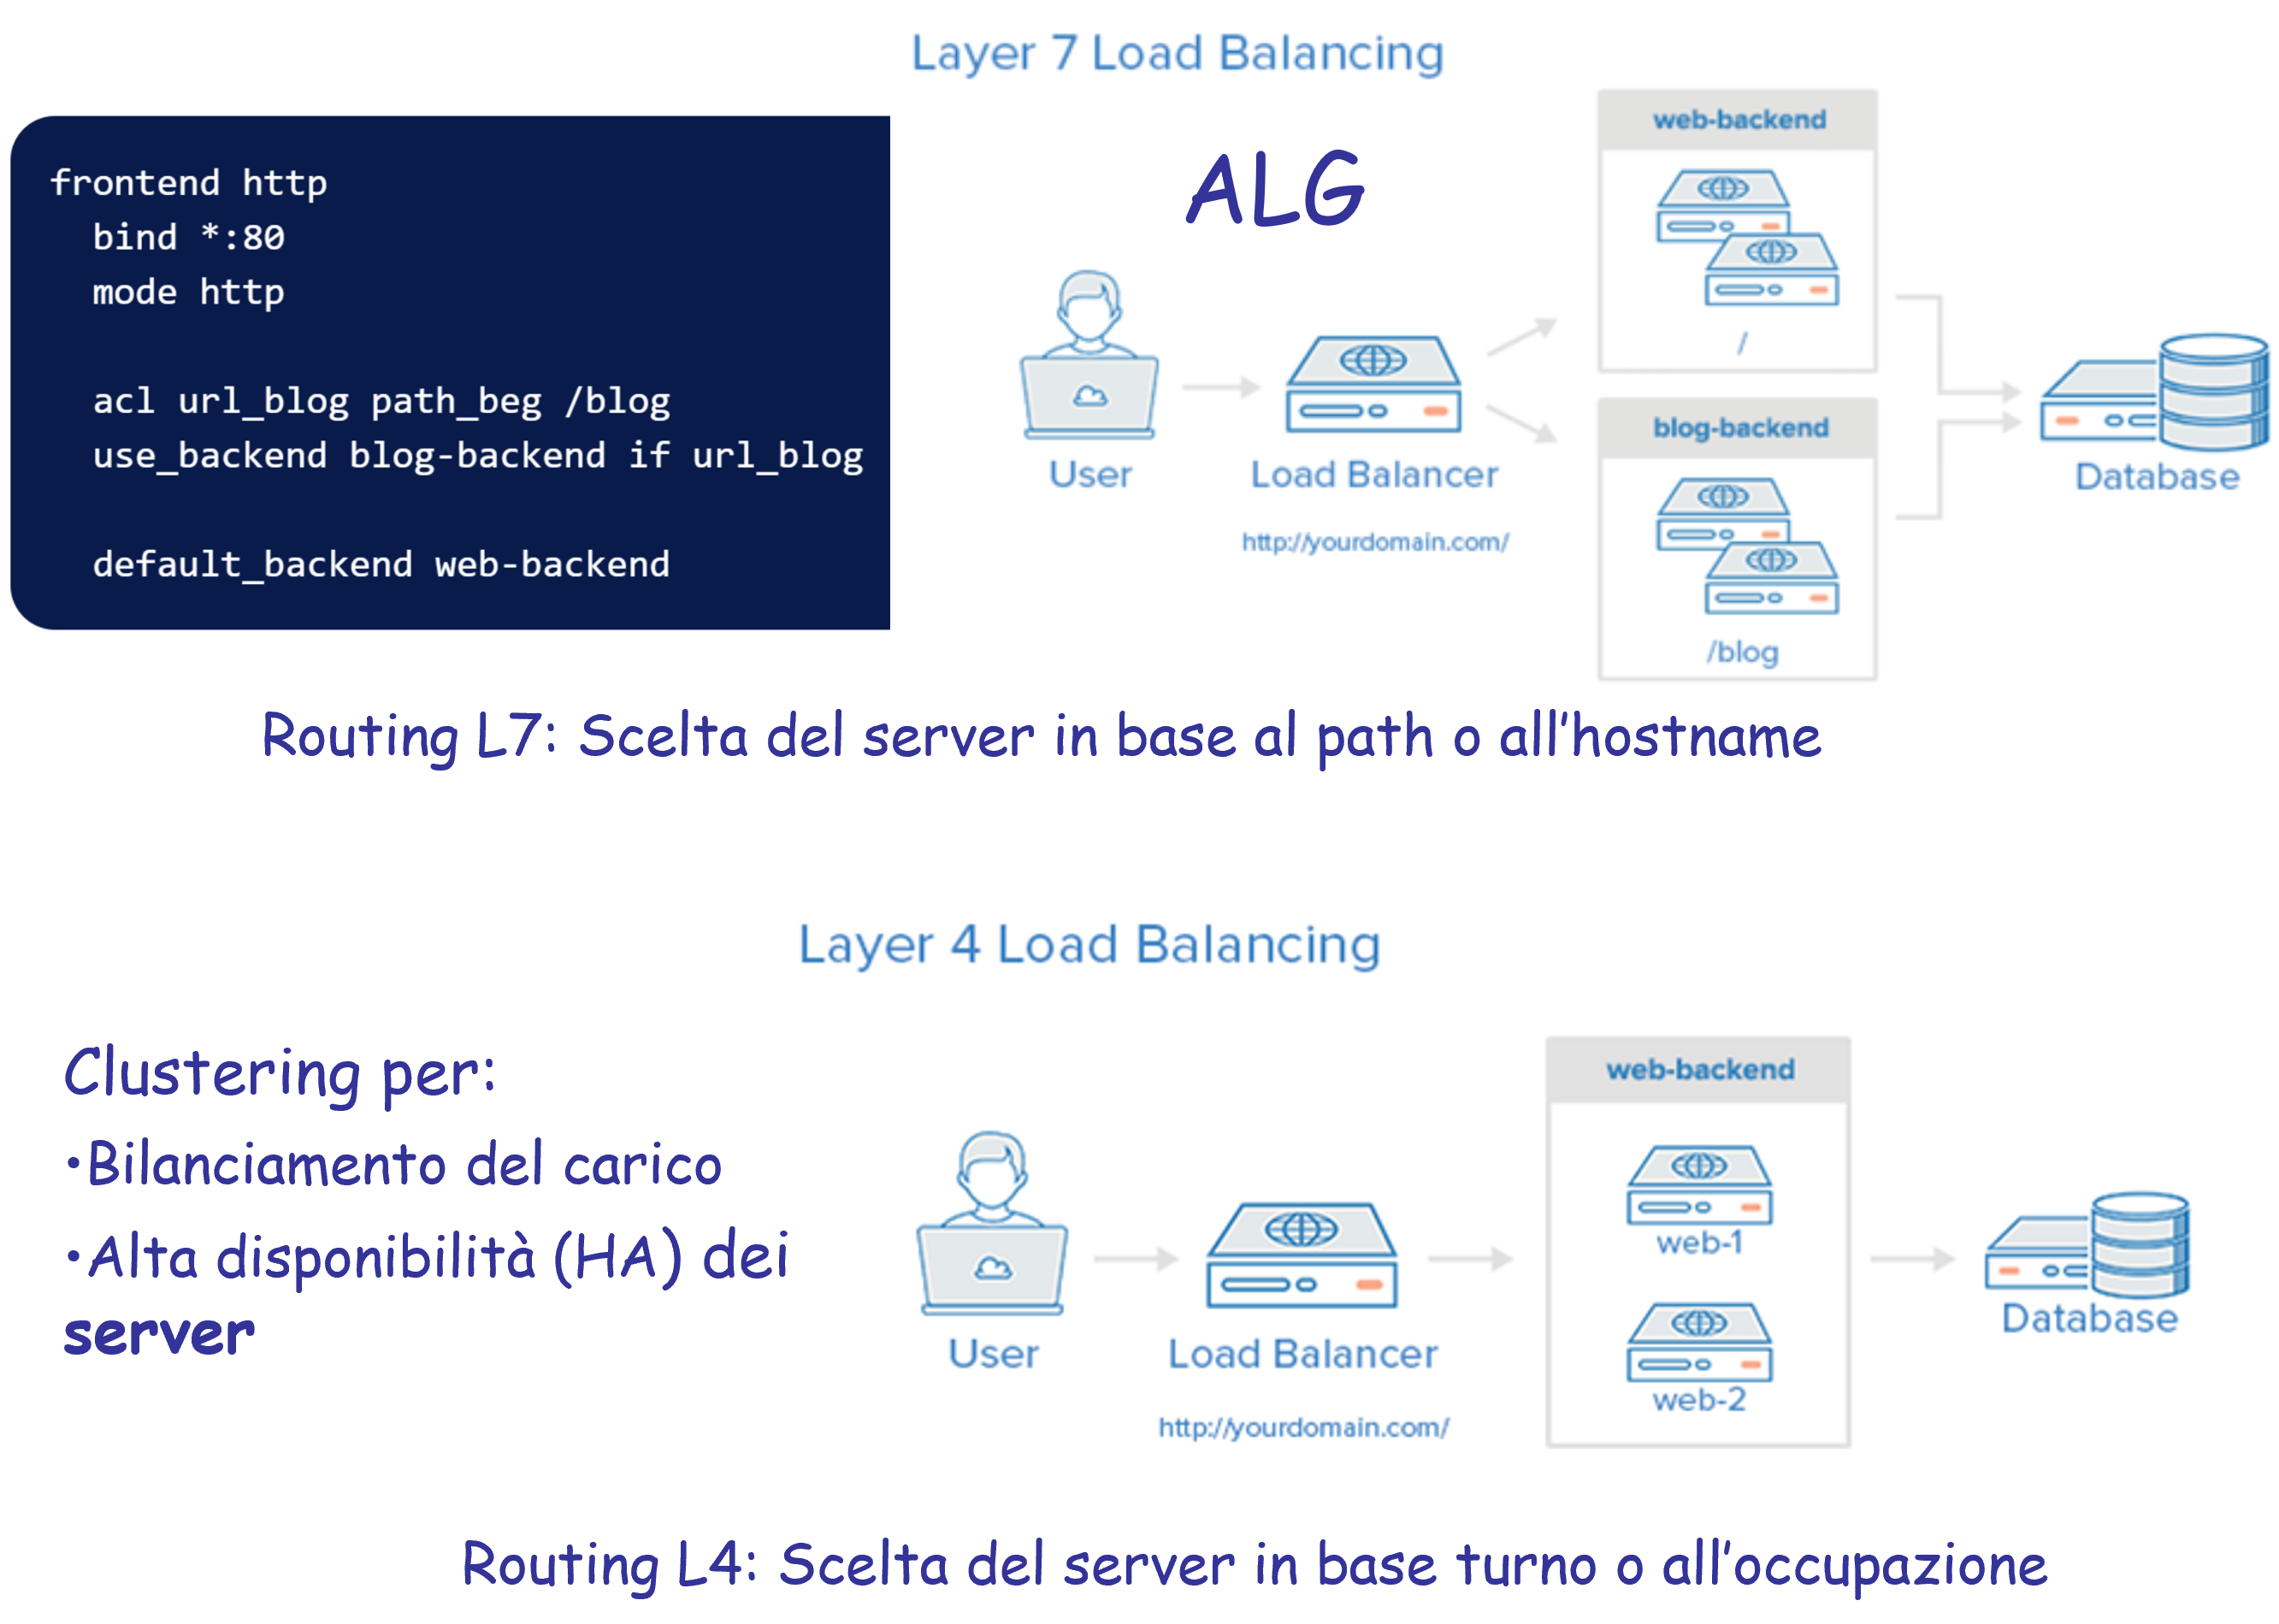 Layer 7 Load Balancing
frontend http
  bind *:80
  mode http
  acl url_blog path_beg /blog
  use_backend blog-backend if url_blog
  default_backend web-backend
ALG
User
Load Balancer
http://yourdomain.com/
web-backend
/
blog-backend
/blog
Database
Routing L7: Scelta del server in base al path o all'hostname
Layer 4 Load Balancing
Clustering per:
•Bilanciamento del carico
•Alta disponibilità (HA) dei
server
User
Load Balancer
http://yourdomain.com/
web-backend
web-1
web-2
Database
Routing L4: Scelta del server in base turno o all'occupazione